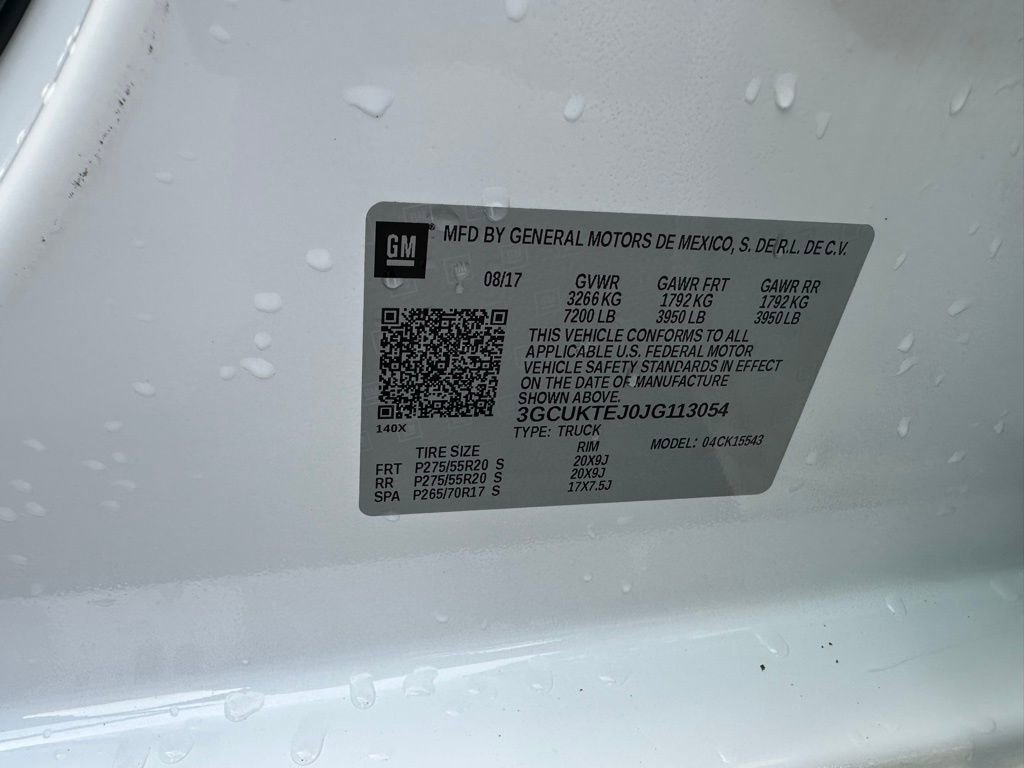 GM® MFD BY GENERAL MOTORS DE MEXICO, S. DE R.L. DE C.V.
08/17 GVWR GAWR FRT GAWR RR
3266 KG 1792 KG 1792 KG
7200 LB 3950 LB 3950 LB
THIS VEHICLE CONFORMS TO ALL
APPLICABLE U.S. FEDERAL MOTOR
VEHICLE SAFETY STANDARDS IN EFFECT
ON THE DATE OF MANUFACTURE
SHOWN ABOVE.
3GCUKTEJ0JG113054
140X TYPE: TRUCK MODEL: 04CK15543
TIRE SIZE RIM
FRT P275/55R20 S 20X9J
RR P275/55R20 S 20X9J
SPA P265/70R17 S 17X7.5J